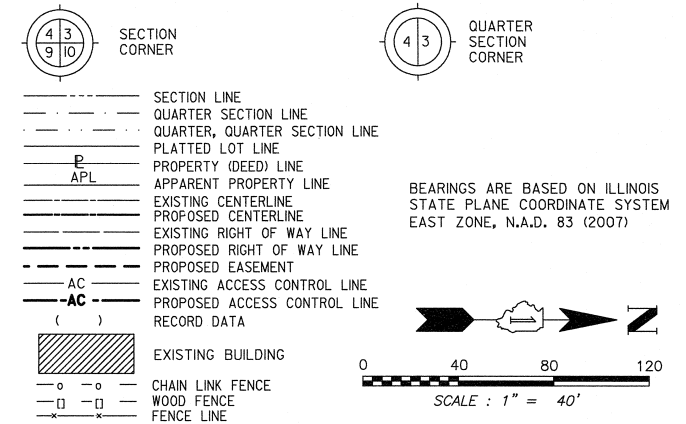 4 3
9 10
SECTION
CORNER
4 3
QUARTER
SECTION
CORNER
SECTION LINE
QUARTER SECTION LINE
QUARTER, QUARTER SECTION LINE
PLATTED LOT LINE
PL
PROPERTY (DEED) LINE
APL
APPARENT PROPERTY LINE
EXISTING CENTERLINE
PROPOSED CENTERLINE
EXISTING RIGHT OF WAY LINE
PROPOSED RIGHT OF WAY LINE
PROPOSED EASEMENT
AC EXISTING ACCESS CONTROL LINE
AC PROPOSED ACCESS CONTROL LINE
( ) RECORD DATA
EXISTING BUILDING
CHAIN LINK FENCE
WOOD FENCE
FENCE LINE
BEARINGS ARE BASED ON ILLINOIS
STATE PLANE COORDINATE SYSTEM
EAST ZONE, N.A.D. 83 (2007)
N
0 40 80 120
SCALE : 1" = 40'